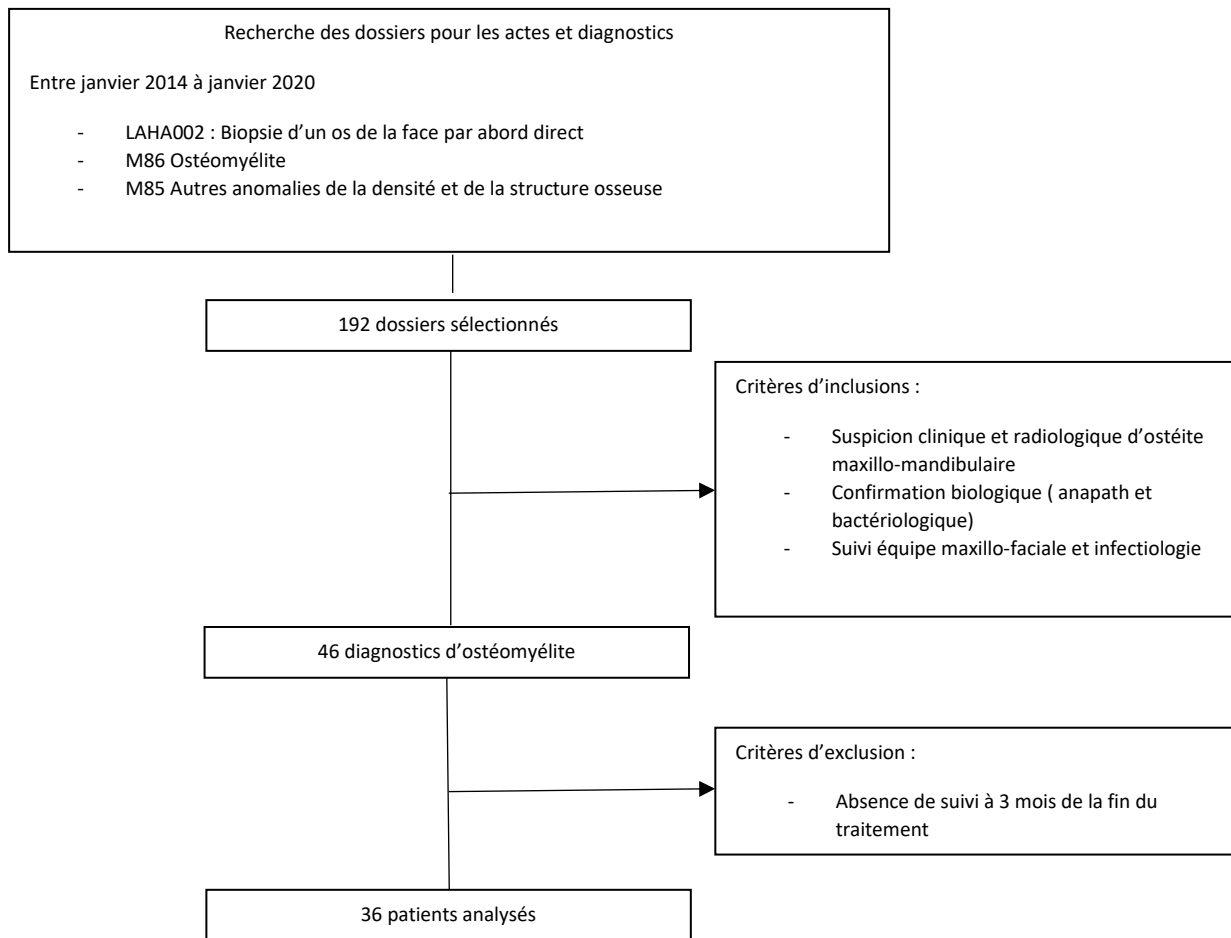 Recherche des dossiers pour les actes et diagnostics
Entre janvier 2014 à janvier 2020
- LAHA002 : Biopsie d’un os de la face par abord direct
- M86 Ostéomyélite
- M85 Autres anomalies de la densité et de la structure osseuse
192 dossiers sélectionnés
Critères d’inclusions :
- Suspicion clinique et radiologique d’ostéite
maxillo-mandibulaire
- Confirmation biologique ( anapath et
bactériologique)
- Suivi équipe maxillo-faciale et infectiologie
46 diagnostics d’ostéomyélite
Critères d’exclusion :
- Absence de suivi à 3 mois de la fin du
traitement
36 patients analysés